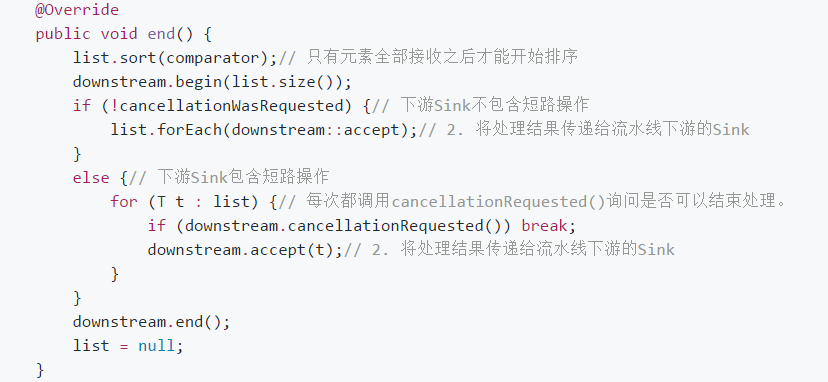 @Override
public void end() {
list.sort(comparator);// 只有元素全部接收之后才能开始排序
downstream.begin(list.size());
if (!cancellationWasRequested) {// 下游Sink不包含短路操作
list.forEach(downstream::accept);// 2. 将处理结果传递给流水线下游的Sink
}
else {// 下游Sink包含短路操作
for (T t : list) {// 每次都调用cancellationRequested()询问是否可以结束处理。
if (downstream.cancellationRequested()) break;
downstream.accept(t);// 2. 将处理结果传递给流水线下游的Sink
}
}
downstream.end();
list = null;
}